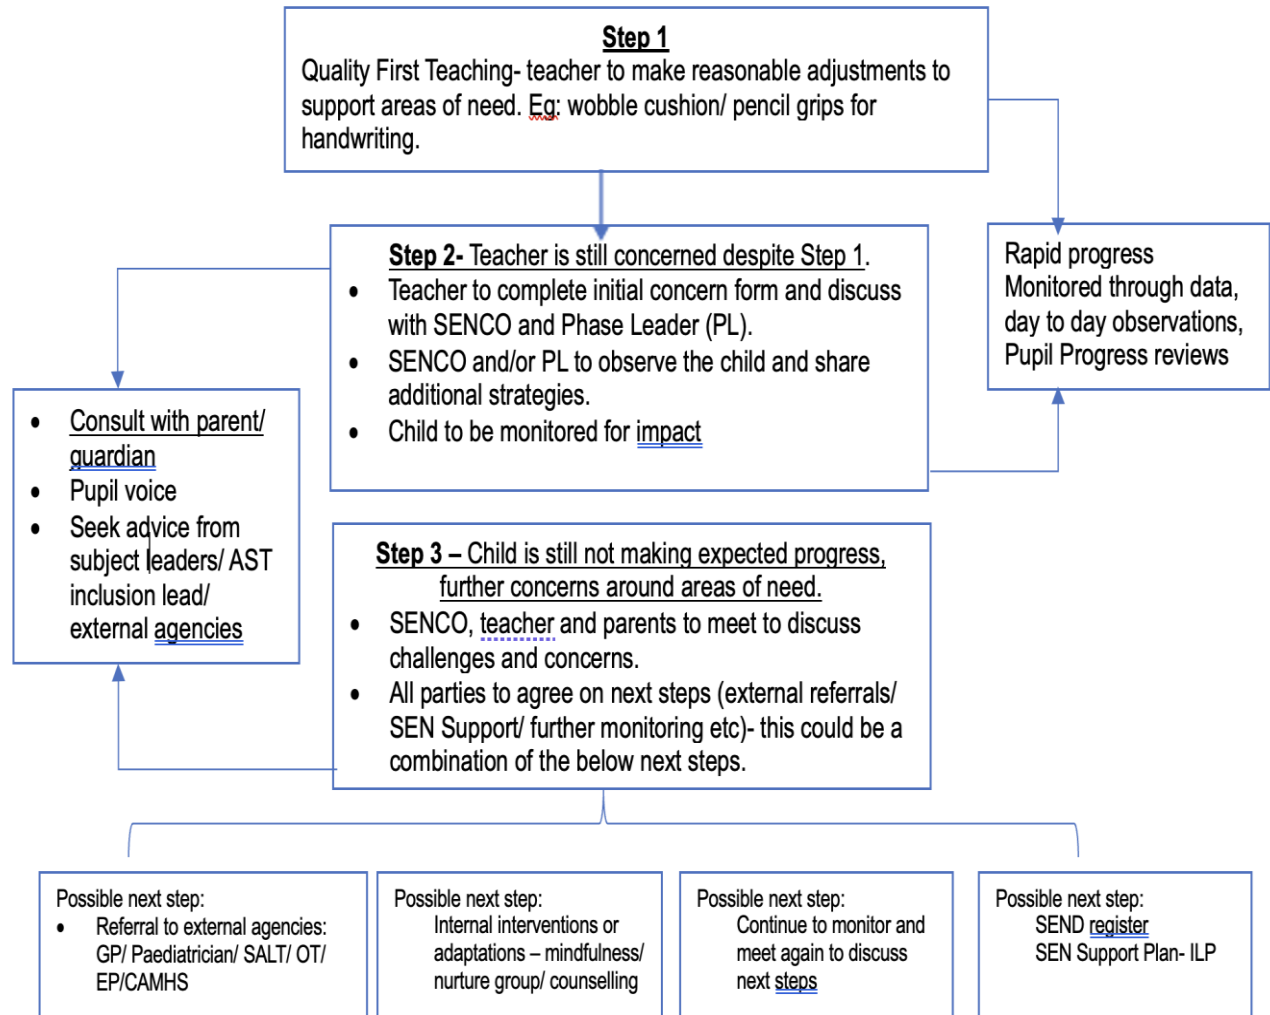 Step 1
Quality First Teaching- teacher to make reasonable adjustments to
support areas of need. Eg: wobble cushion/ pencil grips for
handwriting.
Step 2- Teacher is still concerned despite Step 1.
• Teacher to complete initial concern form and discuss
with SENCO and Phase Leader (PL).
• SENCO and/or PL to observe the child and share
additional strategies.
• Child to be monitored for impact
Rapid progress
Monitored through data,
day to day observations,
Pupil Progress reviews
• Consult with parent/
guardian
• Pupil voice
• Seek advice from
subject leaders/ AST
inclusion lead/
external agencies
Step 3 – Child is still not making expected progress,
further concerns around areas of need.
• SENCO, teacher and parents to meet to discuss
challenges and concerns.
• All parties to agree on next steps (external referrals/
SEN Support/ further monitoring etc)- this could be a
combination of the below next steps.
Possible next step:
• Referral to external agencies:
GP/ Paediatrician/ SALT/ OT/
EP/CAMHS
Possible next step:
Internal interventions or
adaptations – mindfulness/
nurture group/ counselling
Possible next step:
Continue to monitor and
meet again to discuss
next steps
Possible next step:
SEND register
SEN Support Plan- ILP